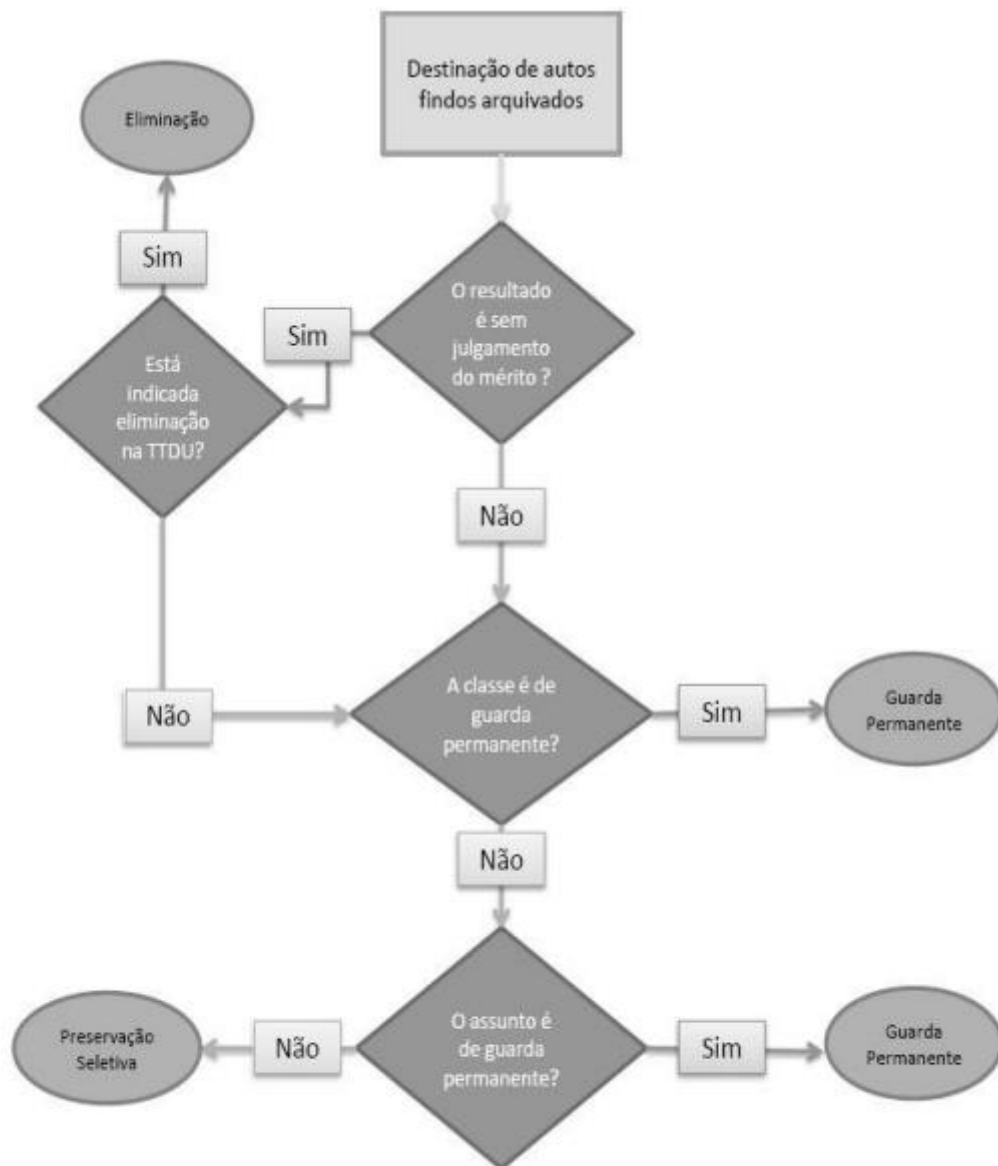 Destinação de autos
findos arquivados
Eliminação
Sim
O resultado
é sem
julgamento
do mérito ?
Sim
Está
indicada
eliminação
na TTDU?
Não
Não
A classe é de
guarda
permanente?
Sim
Guarda
Permanente
Não
O assunto é
de guarda
permanente?
Não
Preservação
Seletiva
Sim
Guarda
Permanente